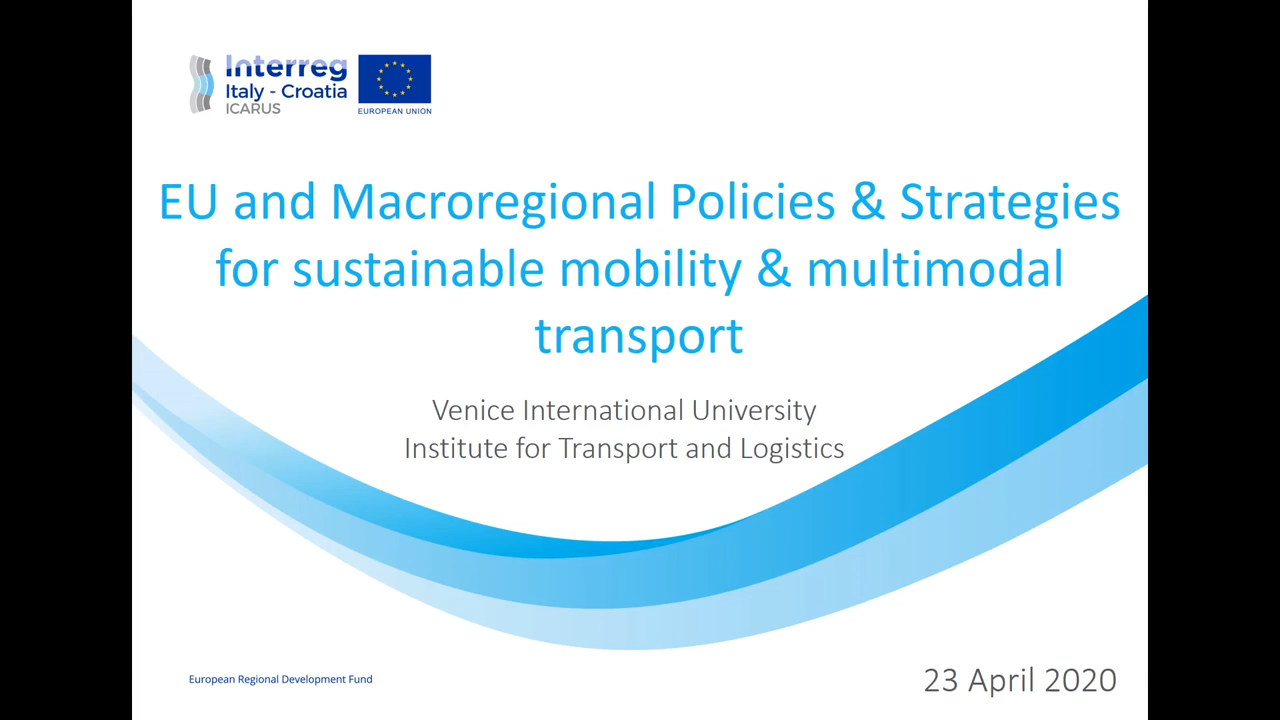 Interreg
Italy - Croatia
ICARUS
EUROPEAN UNION
EU and Macroregional Policies & Strategies
for sustainable mobility & multimodal
transport
Venice International University
Institute for Transport and Logistics
European Regional Development Fund
23 April 2020